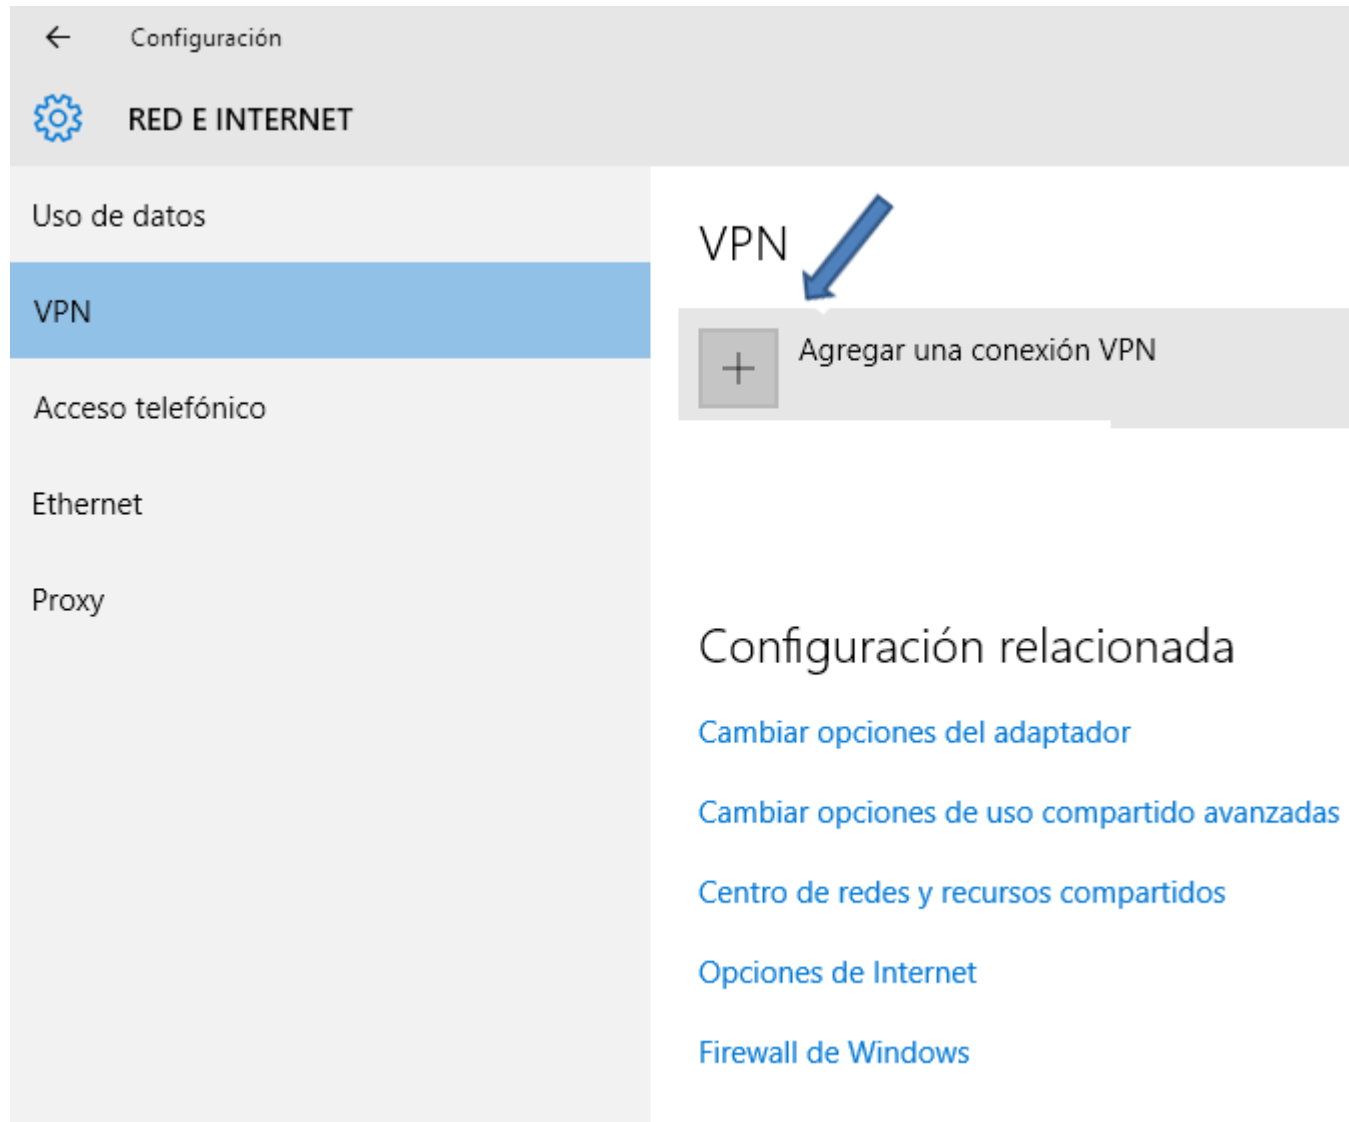 Configuración
RED E INTERNET
Uso de datos
VPN
Acceso telefónico
Ethernet
Proxy
VPN
Agregar una conexión VPN
Configuración relacionada
Cambiar opciones del adaptador
Cambiar opciones de uso compartido avanzadas
Centro de redes y recursos compartidos
Opciones de Internet
Firewall de Windows